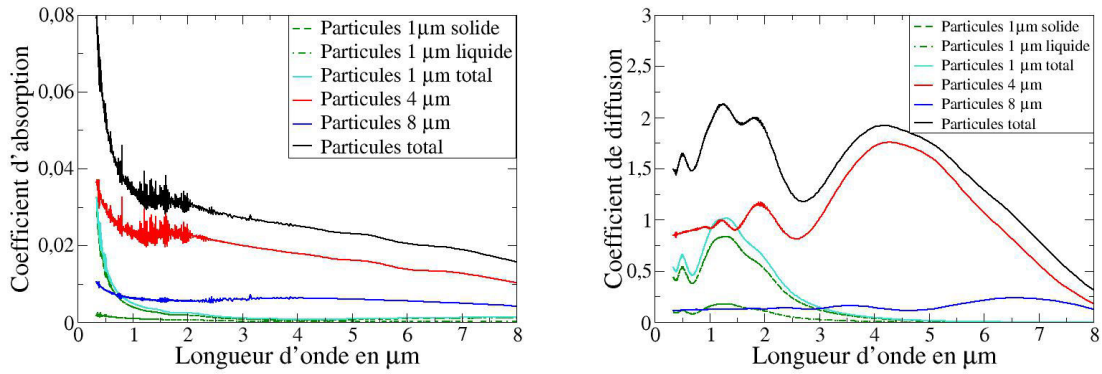 0,08
0,06
0,04
0,02
0
Coefficient d'absorption
Particules 1µm solide
Particules 1 µm liquide
Particules 1 µm total
Particules 4 µm
Particules 8 µm
Particules total
0 1 2 3 4 5 6 7 8
Longueur d'onde en µm
3
2,5
2
1,5
1
0,5
0
Coefficient de diffusion
Particules 1µm solide
Particules 1 µm liquide
Particules 1 µm total
Particules 4 µm
Particules 8 µm
Particules total
0 1 2 3 4 5 6 7 8
Longueur d'onde en µm